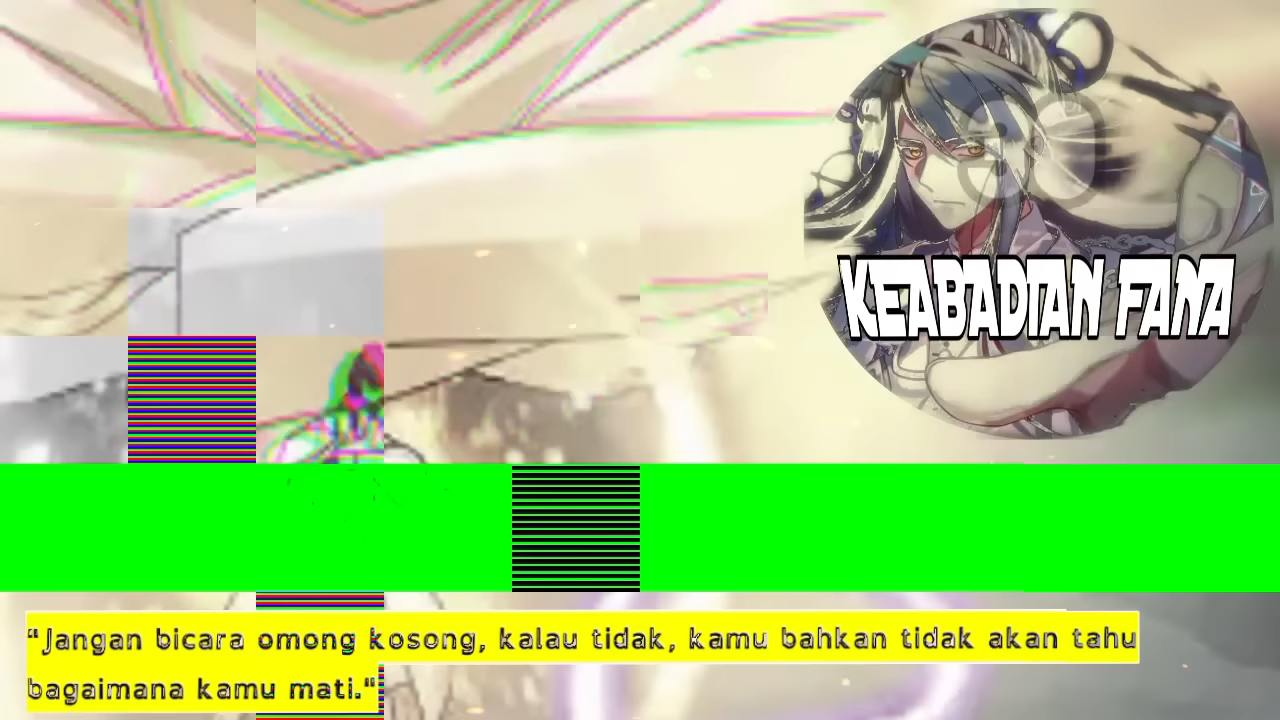 KEABADIAN FANA
"Jangan bicara omong kosong, kalau tidak, kamu bahkan tidak akan tahu
bagaimana kamu mati."